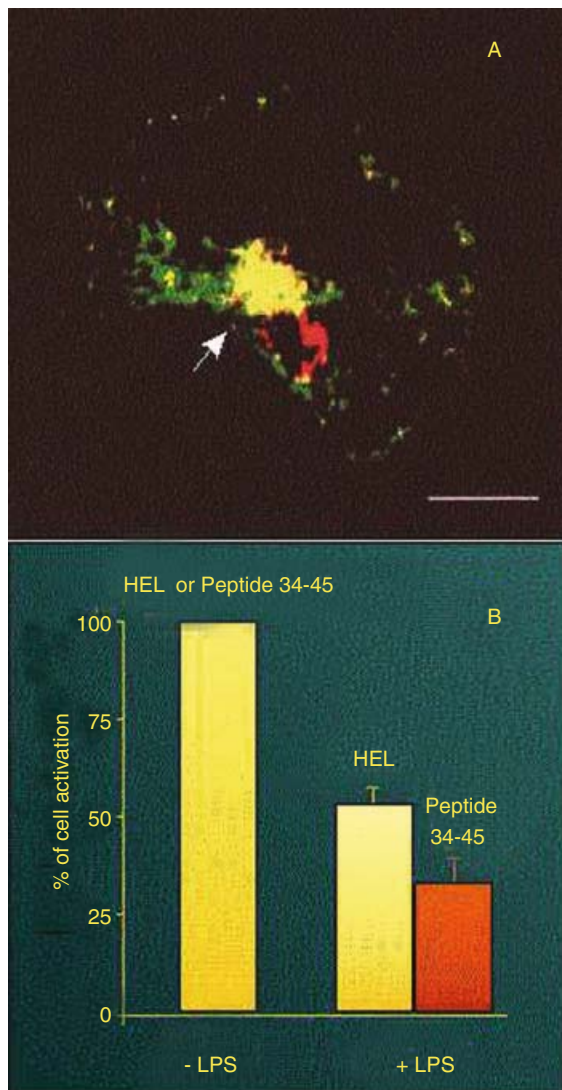 A
HEL or Peptide 34-45
B
100
75
50
25
0
% of cell activation
HEL
Peptide
34-45
- LPS
+ LPS